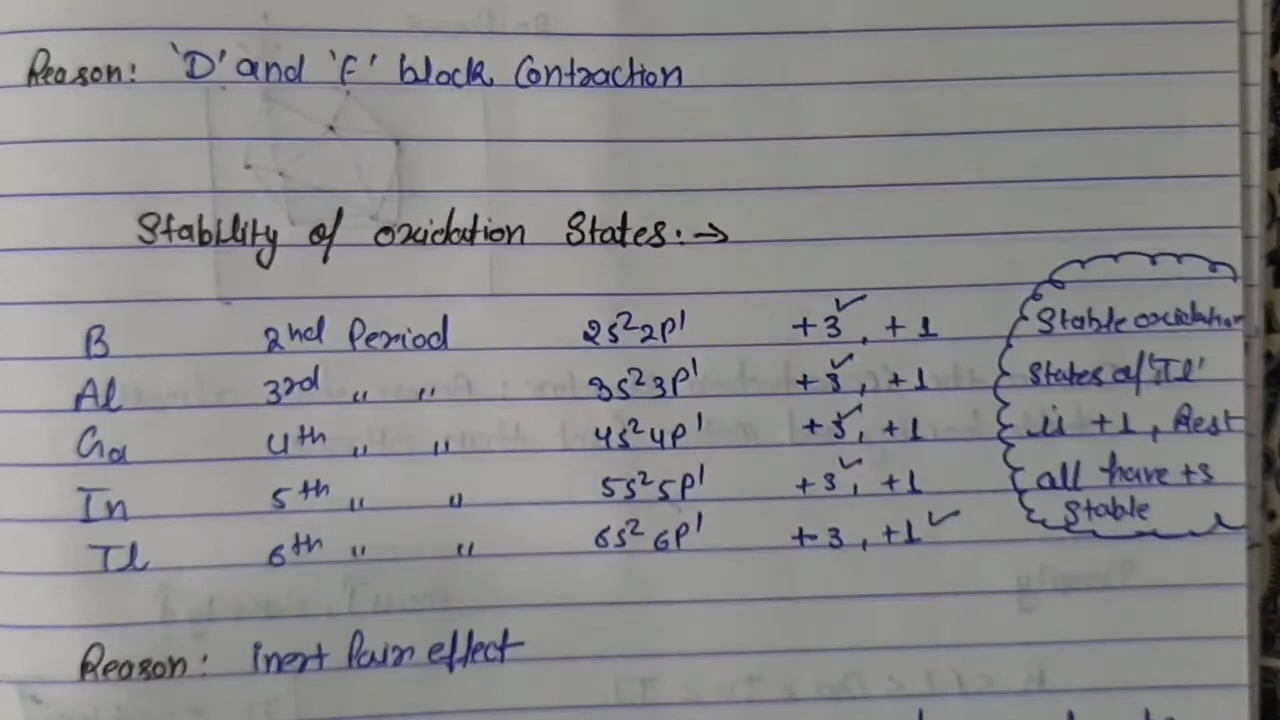 Reason: 'D' and 'F' block Contraction
Stability of oxidation States:→
B 2nd Period 2s²2p¹ +3✓, +1
Al 3rd " " 3s²3p¹ +3✓, +1
Ga 4th " " 4s²4p¹ +3✓, +1
In 5th " " 5s²5p¹ +3✓, +1
Tl 6th " " 6s²6p¹ +3, +1✓
Stable oxidation
States of 'Tl'
is +1, Rest
all have +3
Stable
Reason: inert Pair effect